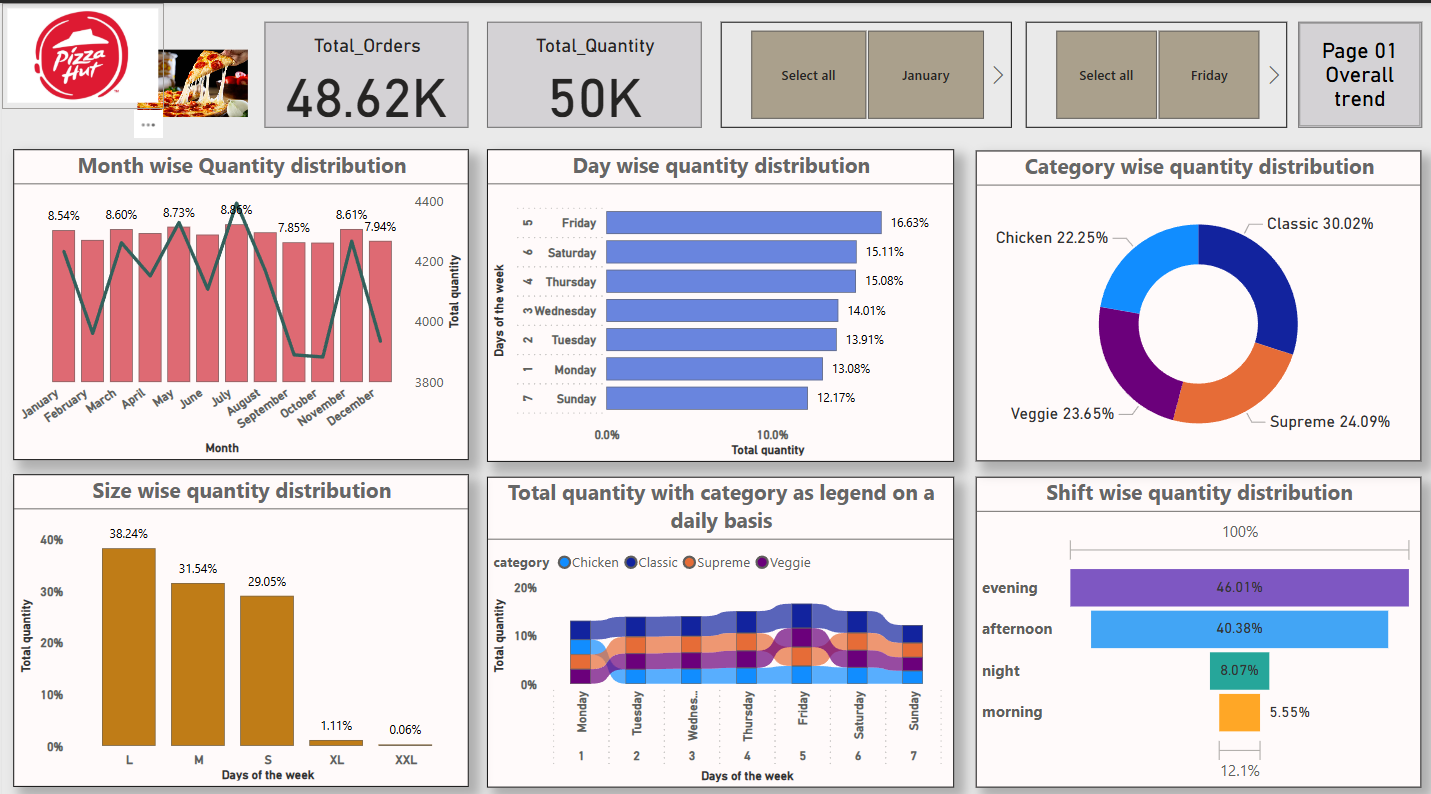 Pizza
Hut
Total_Orders
48.62K
Total_Quantity
50K
Select all
January
Select all
Friday
Page 01
Overall
trend
Month wise Quantity distribution
8.54%
8.60%
8.73%
8.86%
7.85%
8.61%
7.94%
4400
4200
4000
3800
Total quantity
January
February
March
April
May
June
July
August
September
October
November
December
Month
Day wise quantity distribution
Days of the week
5 Friday 16.63%
6 Saturday 15.11%
4 Thursday 15.08%
3 Wednesday 14.01%
2 Tuesday 13.91%
1 Monday 13.08%
7 Sunday 12.17%
0.0%
10.0%
Total quantity
Category wise quantity distribution
Classic 30.02%
Chicken 22.25%
Veggie 23.65%
Supreme 24.09%
Size wise quantity distribution
Total quantity
40%
30%
20%
10%
0%
38.24%
31.54%
29.05%
1.11%
0.06%
L
M
S
XL
XXL
Days of the week
Total quantity with category as legend on a
daily basis
category Chicken Classic Supreme Veggie
Total quantity
20%
10%
0%
Monday
Tuesday
Wednes...
Thursday
Friday
Saturday
Sunday
1
2
3
4
5
6
7
Days of the week
Shift wise quantity distribution
100%
evening 46.01%
afternoon 40.38%
night 8.07%
morning 5.55%
12.1%